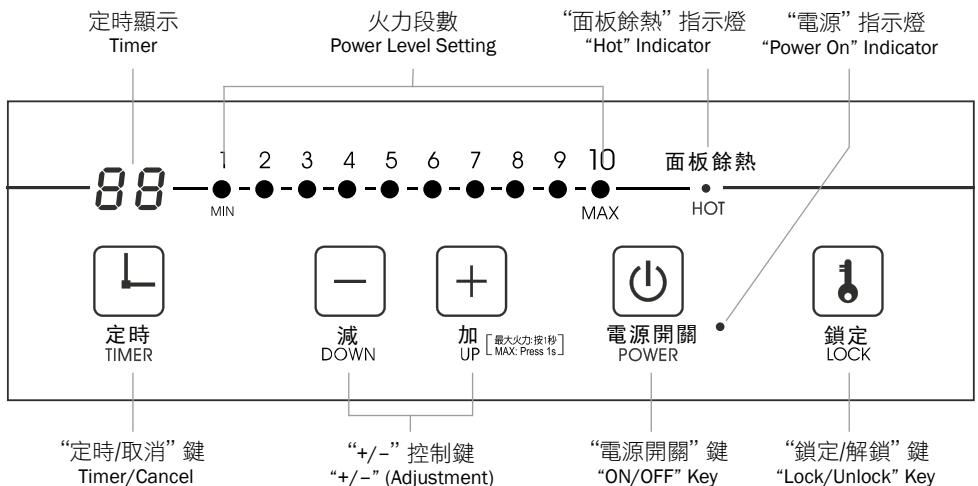 定時顯示
Timer
火力段數
Power Level Setting
“面板餘熱” 指示燈
“Hot” Indicator
“電源” 指示燈
“Power On” Indicator
88
1 2 3 4 5 6 7 8 9 10
MIN
MAX
面板餘熱
HOT
定時
TIMER
減
DOWN
加
UP
最大火力:按1秒
MAX: Press 1s
電源開關
POWER
鎖定
LOCK
“定時/取消” 鍵
Timer/Cancel
“+/–” 控制鍵
“+/–” (Adjustment)
“電源開關” 鍵
“ON/OFF” Key
“鎖定/解鎖” 鍵
“Lock/Unlock” Key